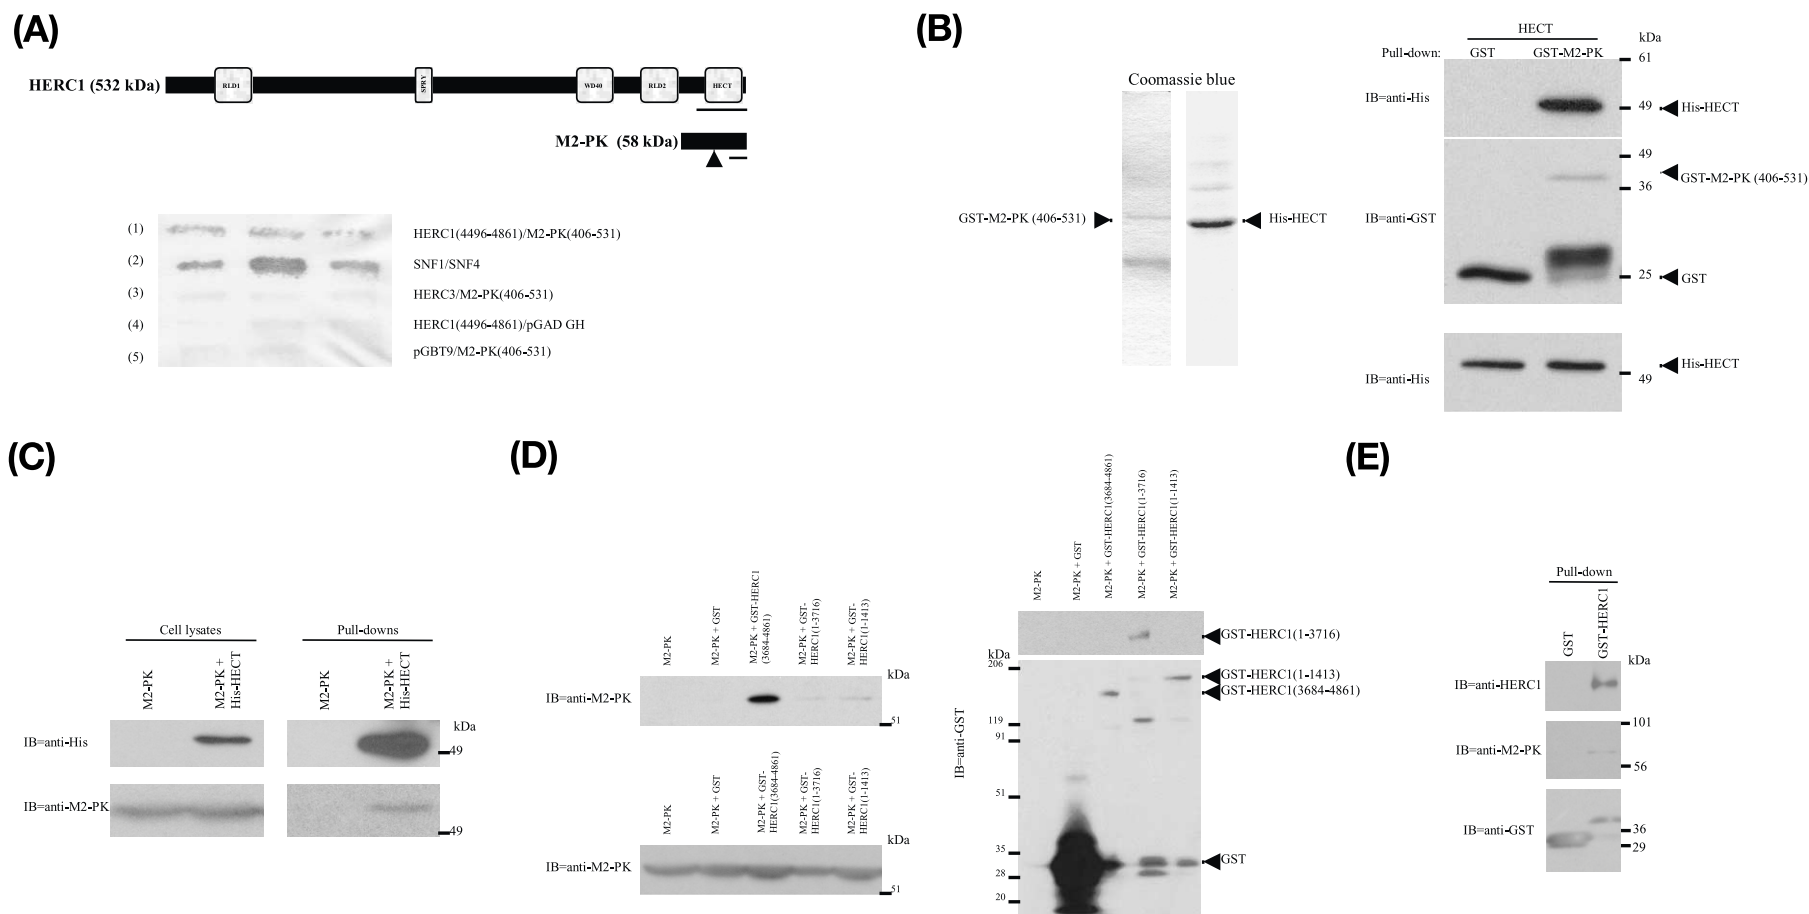 (A)
HERC1 (532 kDa)
RLD1
SPRY
WD40
RLD2
HECT
M2-PK (58 kDa)
(1)
HERC1(4496-4861)/M2-PK(406-531)
(2)
SNF1/SNF4
(3)
HERC3/M2-PK(406-531)
(4)
HERC1(4496-4861)/pGAD GH
(5)
pGBT9/M2-PK(406-531)
(B)
Coomassie blue
GST-M2-PK (406-531)
His-HECT
HECT
Pull-down:
GST
GST-M2-PK
kDa
61
IB=anti-His
49
His-HECT
49
GST-M2-PK (406-531)
36
IB=anti-GST
25
GST
His-HECT
IB=anti-His
49
(C)
Cell lysates
Pull-downs
M2-PK
M2-PK +
His-HECT
M2-PK
M2-PK +
His-HECT
kDa
IB=anti-His
49
IB=anti-M2-PK
49
(D)
M2-PK
M2-PK + GST
M2-PK + GST-HERC1
(3684-4861)
M2-PK + GST-
HERC1(1-3716)
M2-PK + GST-
HERC1(1-1413)
kDa
IB=anti-M2-PK
51
M2-PK
M2-PK + GST
M2-PK + GST-
HERC1(3684-4861)
M2-PK + GST-
HERC1(1-3716)
M2-PK + GST-
HERC1(1-1413)
kDa
IB=anti-M2-PK
51
M2-PK
M2-PK + GST
M2-PK + GST-HERC1(3684-4861)
M2-PK + GST-HERC1(1-3716)
M2-PK + GST-HERC1(1-1413)
GST-HERC1(1-3716)
kDa
206
GST-HERC1(1-1413)
GST-HERC1(3684-4861)
119
91
IB=anti-GST
51
35
GST
28
20
(E)
Pull-down
GST
GST-HERC1
kDa
IB=anti-HERC1
101
IB=anti-M2-PK
56
IB=anti-GST
36
29